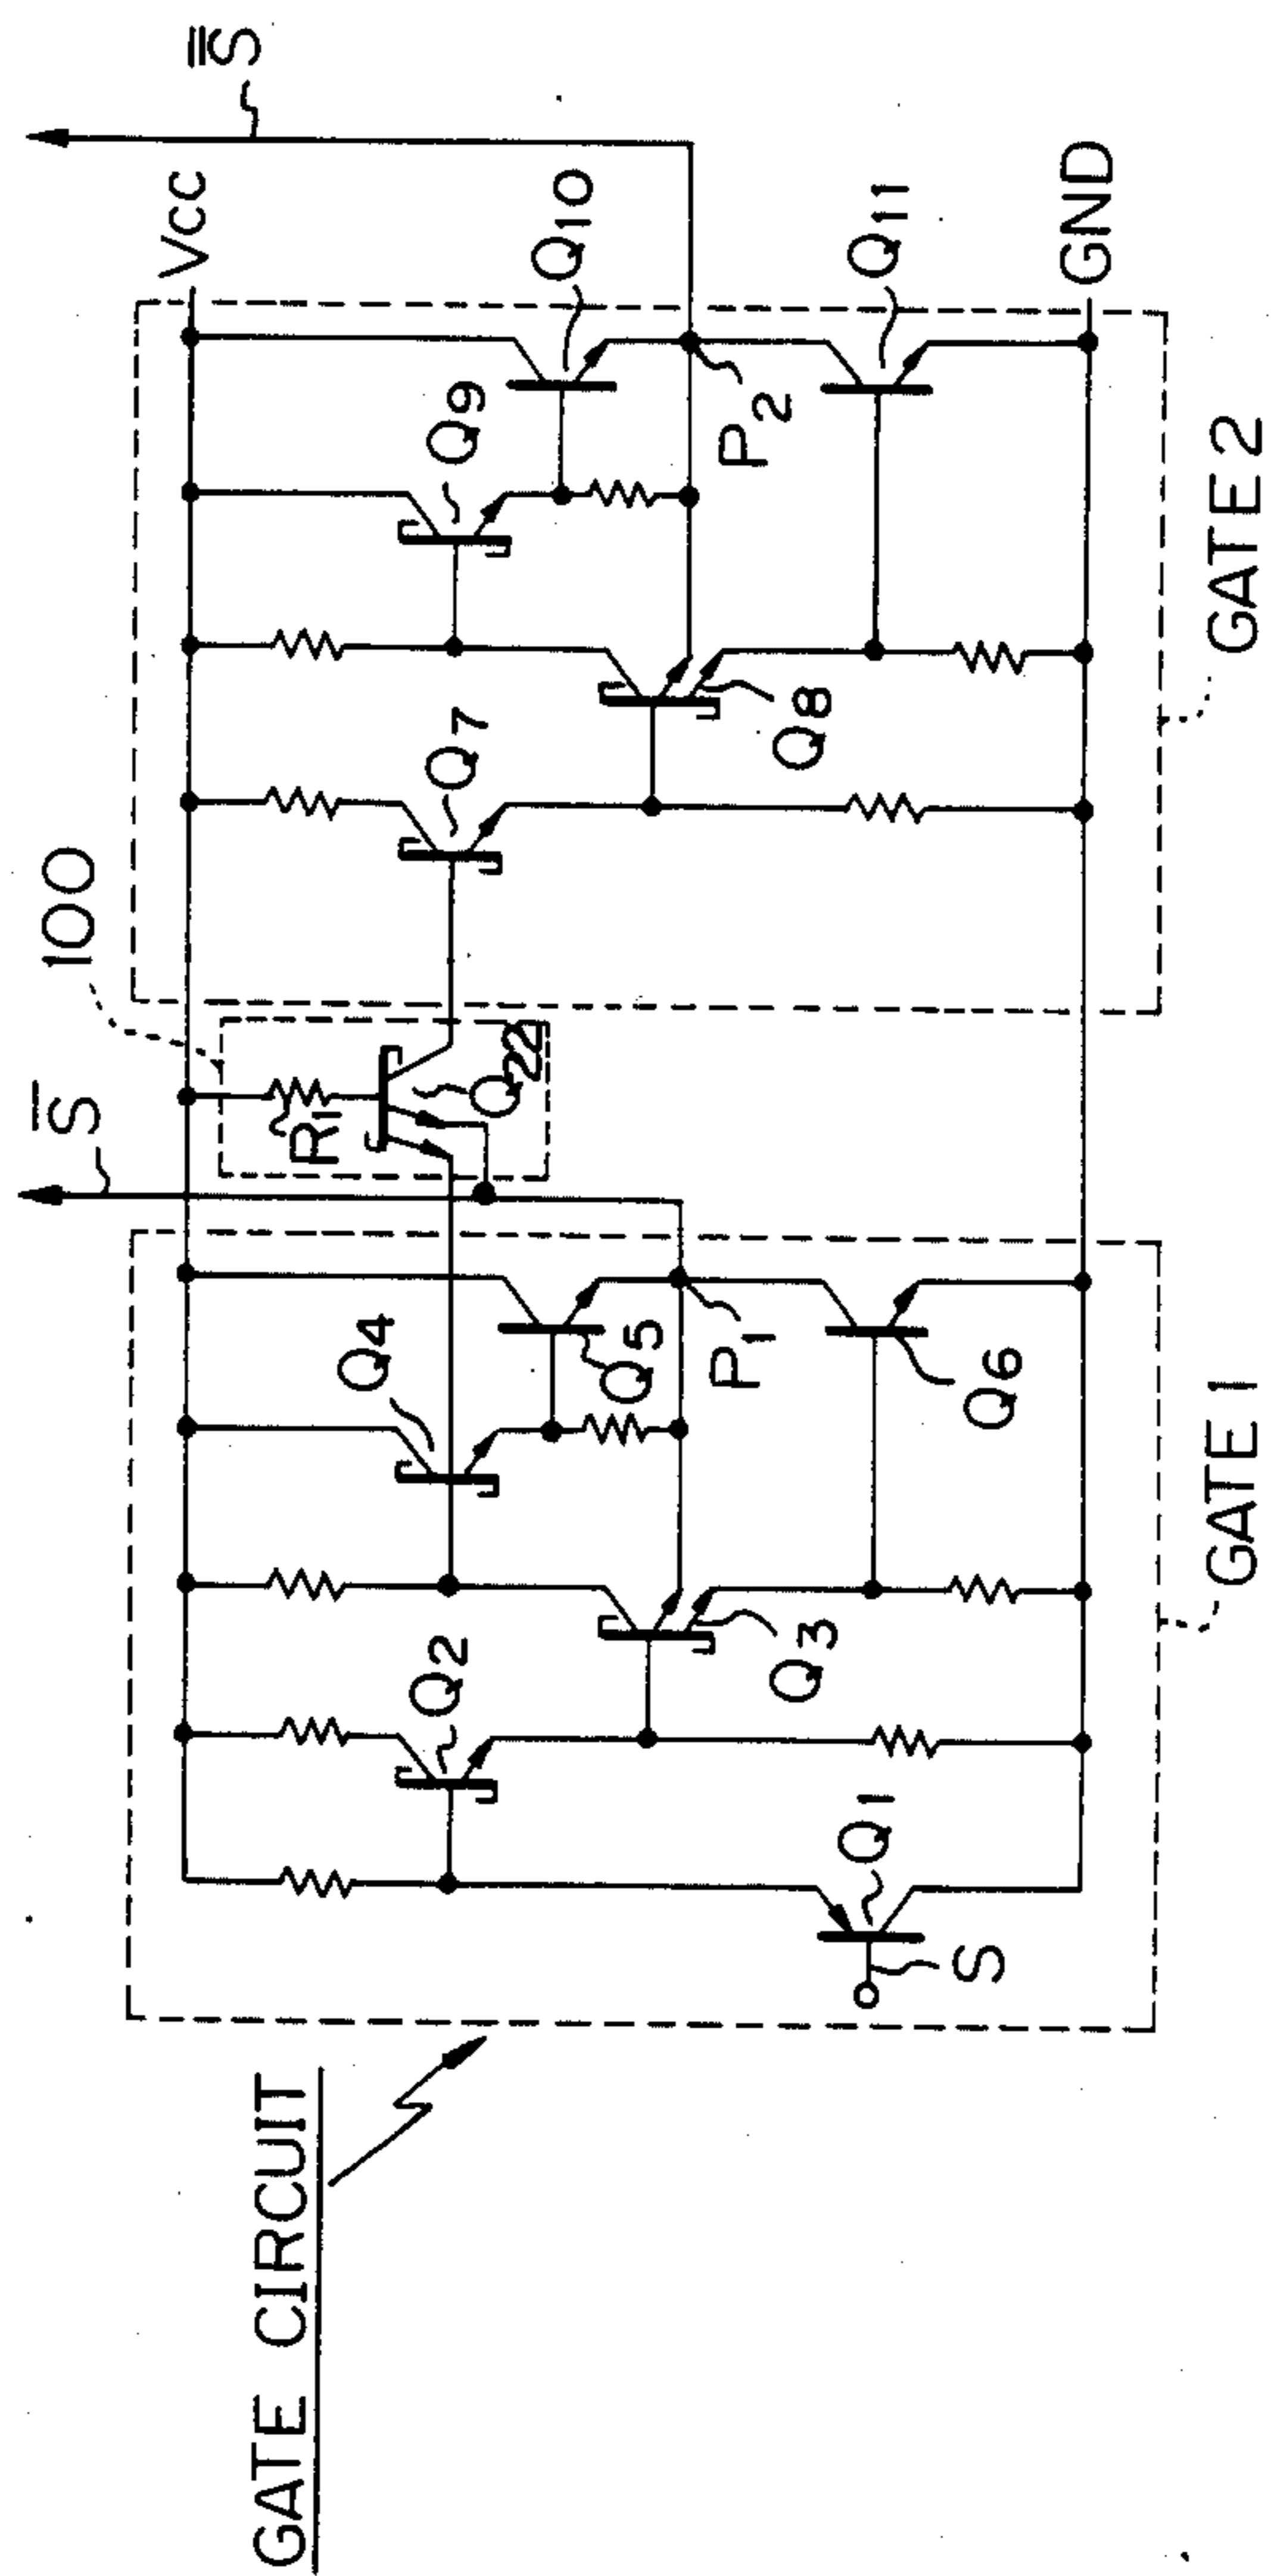 GATE CIRCUIT
S
Q1
Q2
Q3
Q4
Q5
Q6
P1
GATE 1
S̅
100
R1
Q22
Q7
Q8
Q9
Q10
Q11
P2
GATE 2
Vcc
GND
S̿